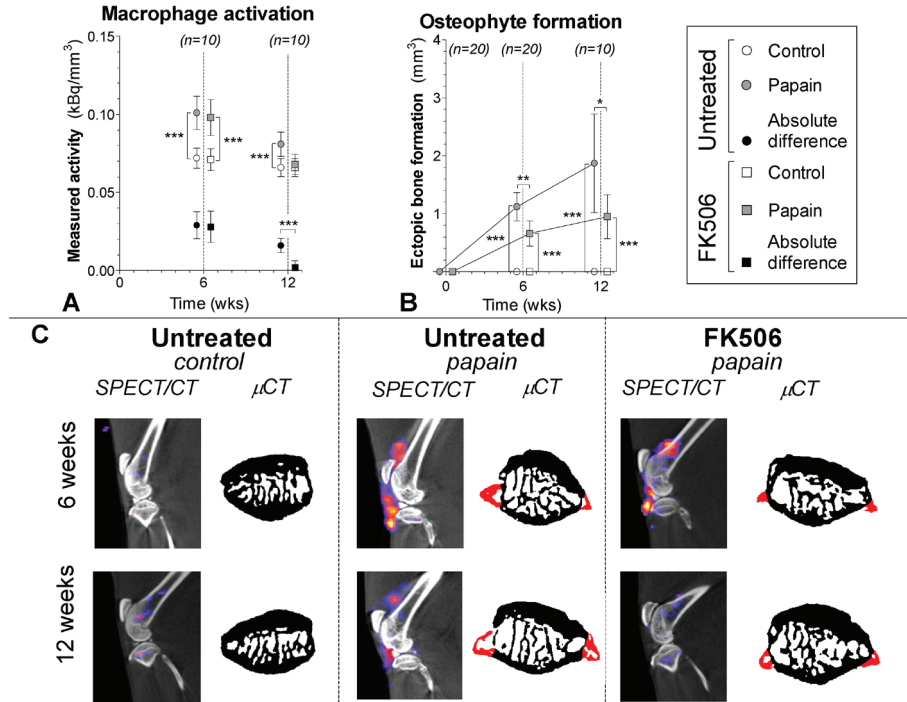 Macrophage activation
(n=10)
(n=10)
Measured activity (kBq/mm³)
0.15
0.10
0.05
0.00
***
***
***
***
0
6
12
Time (wks)
A
Osteophyte formation
(n=20)
(n=20)
(n=10)
Ectopic bone formation (mm³)
4
3
2
1
0
*
**
***
***
***
***
0
6
12
Time (wks)
B
Untreated
Control
Papain
Absolute
difference
FK506
Control
Papain
Absolute
difference
C
Untreated
control
SPECT/CT
μCT
Untreated
papain
SPECT/CT
μCT
FK506
papain
SPECT/CT
μCT
6 weeks
12 weeks